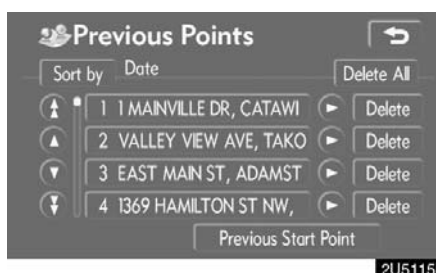 Previous Points
Sort by Date Delete All
1 1 MAINVILLE DR, CATAWI Delete
2 VALLEY VIEW AVE, TAKO Delete
3 EAST MAIN ST, ADAMST Delete
4 1369 HAMILTON ST NW, Delete
Previous Start Point
2U5115